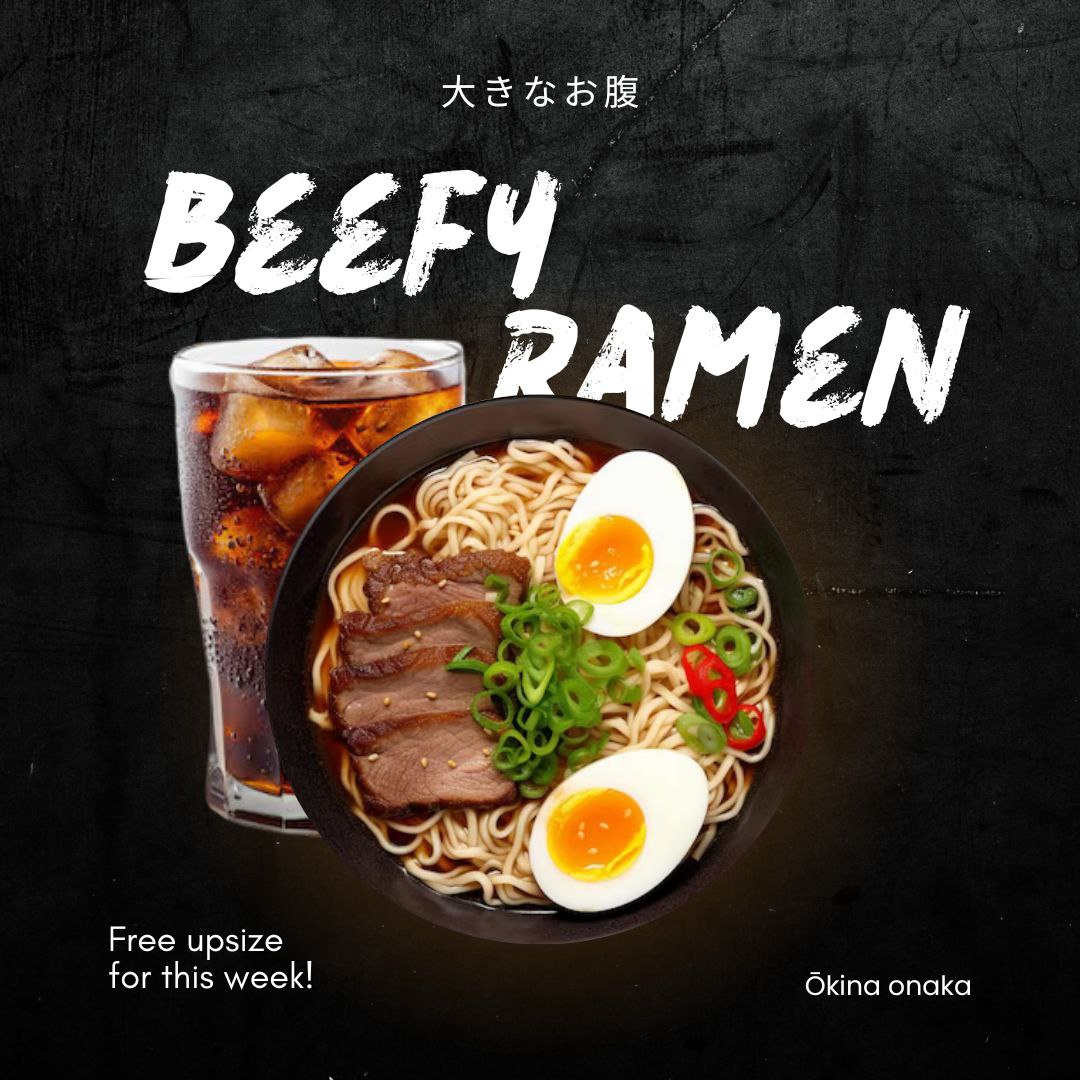 大きなお腹
BEEFY
RAMEN
Free upsize
for this week!
Ōkina onaka